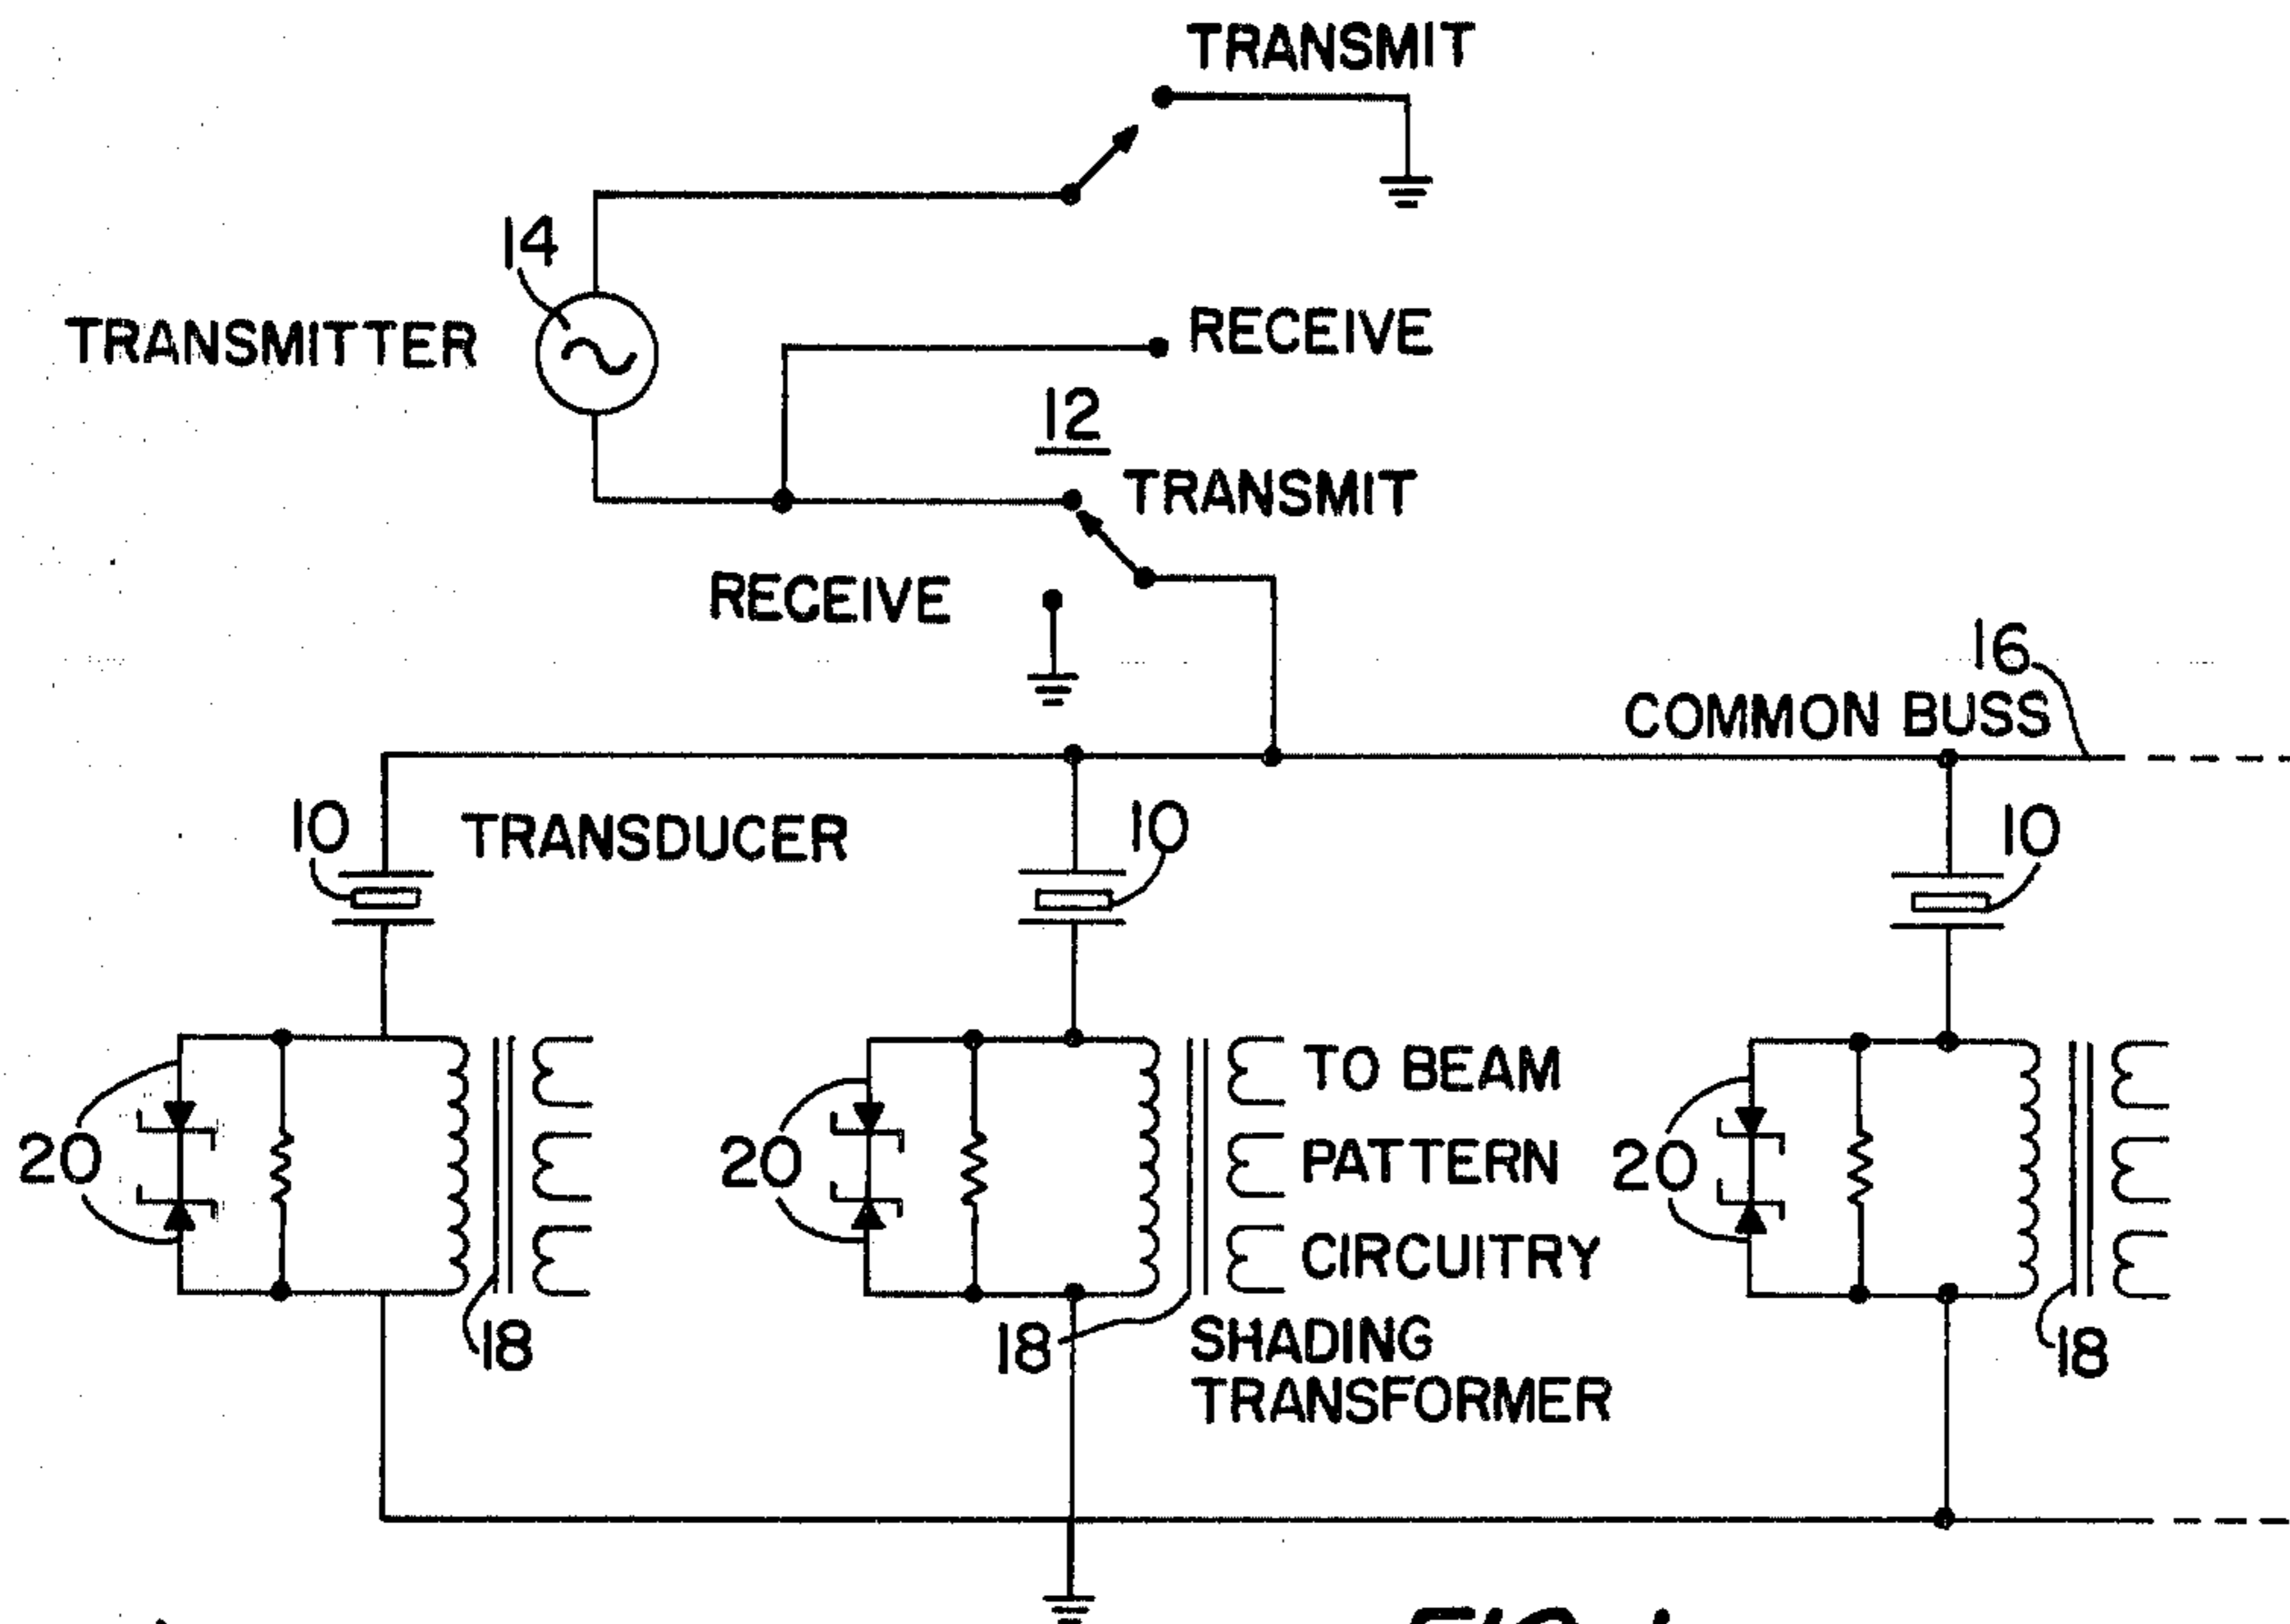 TRANSMIT
14
TRANSMITTER
RECEIVE
12
TRANSMIT
RECEIVE
16
COMMON BUSS
10
TRANSDUCER
10
10
20
20
TO BEAM
PATTERN
CIRCUITRY
20
18
18
SHADING
TRANSFORMER
18